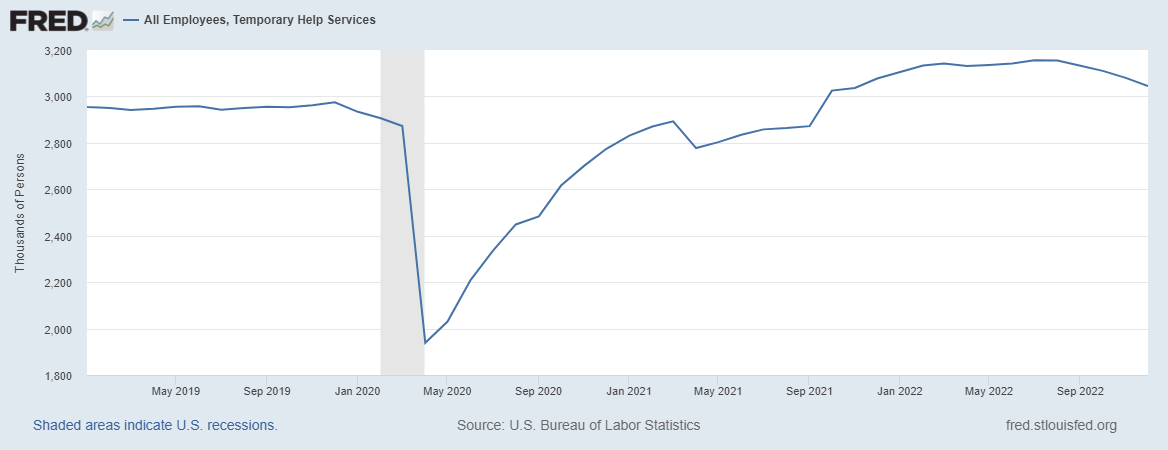 FRED All Employees, Temporary Help Services
3,200
3,000
2,800
2,600
2,400
2,200
2,000
1,800
Thousands of Persons
May 2019 Sep 2019 Jan 2020 May 2020 Sep 2020 Jan 2021 May 2021 Sep 2021 Jan 2022 May 2022 Sep 2022
Shaded areas indicate U.S. recessions. Source: U.S. Bureau of Labor Statistics fred.stlouisfed.org